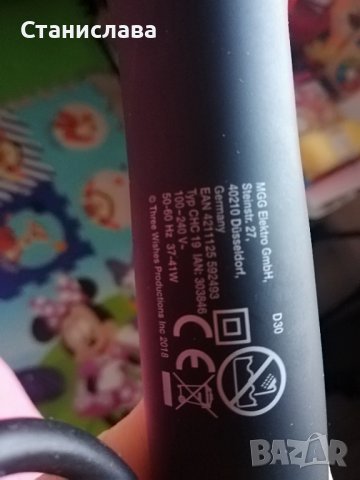 Станислава
MGG Elektro GmbH,
Steinstr. 27,
40210 Düsseldorf,
Germany
EAN 4211125 592493
Typ CHC 19 IAN: 303846
100-240 V~
50-60 Hz 37-41W
© Three Wishes Productions Inc 2018
D30
CE
BAZAR